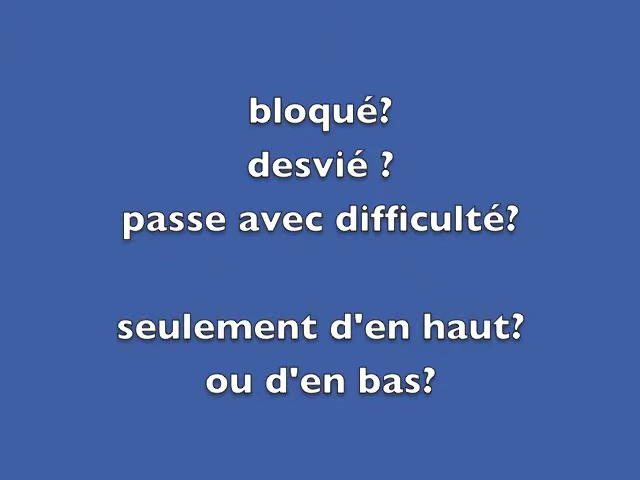 bloqué?
desvié ?
passe avec difficulté?
seulement d'en haut?
ou d'en bas?